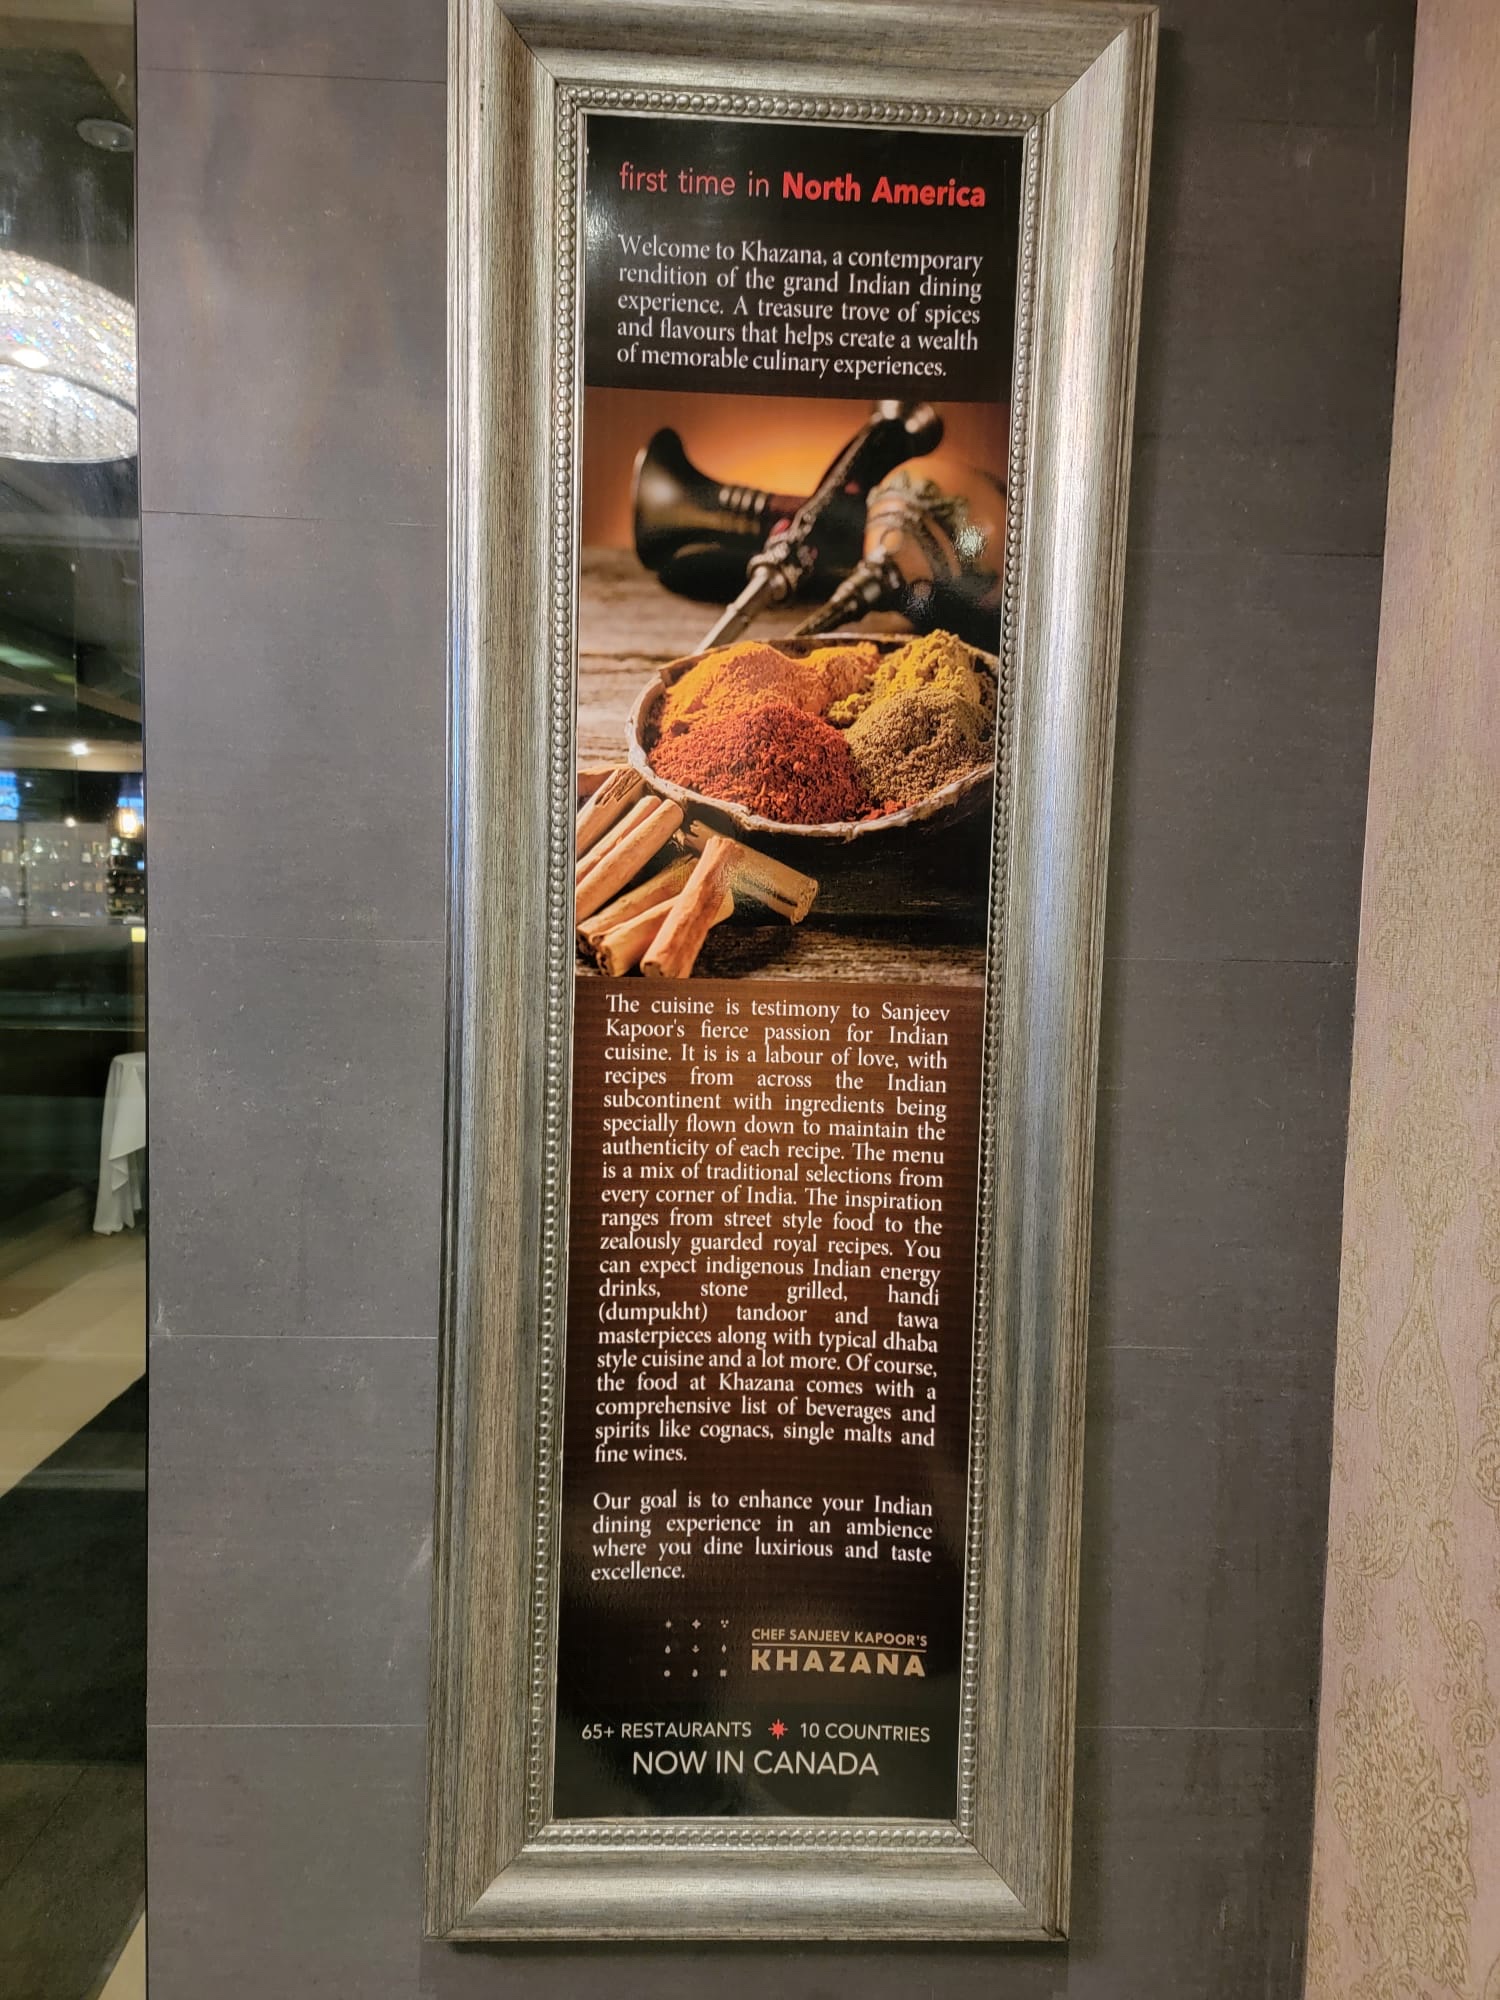 first time in North America
Welcome to Khazana, a contemporary
rendition of the grand Indian dining
experience. A treasure trove of spices
and flavours that helps create a wealth
of memorable culinary experiences.
The cuisine is testimony to Sanjeev
Kapoor's fierce passion for Indian
cuisine. It is is a labour of love, with
recipes from across the Indian
subcontinent with ingredients being
specially flown down to maintain the
authenticity of each recipe. The menu
is a mix of traditional selections from
every corner of India. The inspiration
ranges from street style food to the
zealously guarded royal recipes. You
can expect indigenous Indian energy
drinks, stone grilled, handi
(dumpukht) tandoor and tawa
masterpieces along with typical dhaba
style cuisine and a lot more. Of course,
the food at Khazana comes with a
comprehensive list of beverages and
spirits like cognacs, single malts and
fine wines.
Our goal is to enhance your Indian
dining experience in an ambience
where you dine luxirious and taste
excellence.
CHEF SANJEEV KAPOOR'S
KHAZANA
65+ RESTAURANTS 10 COUNTRIES
NOW IN CANADA